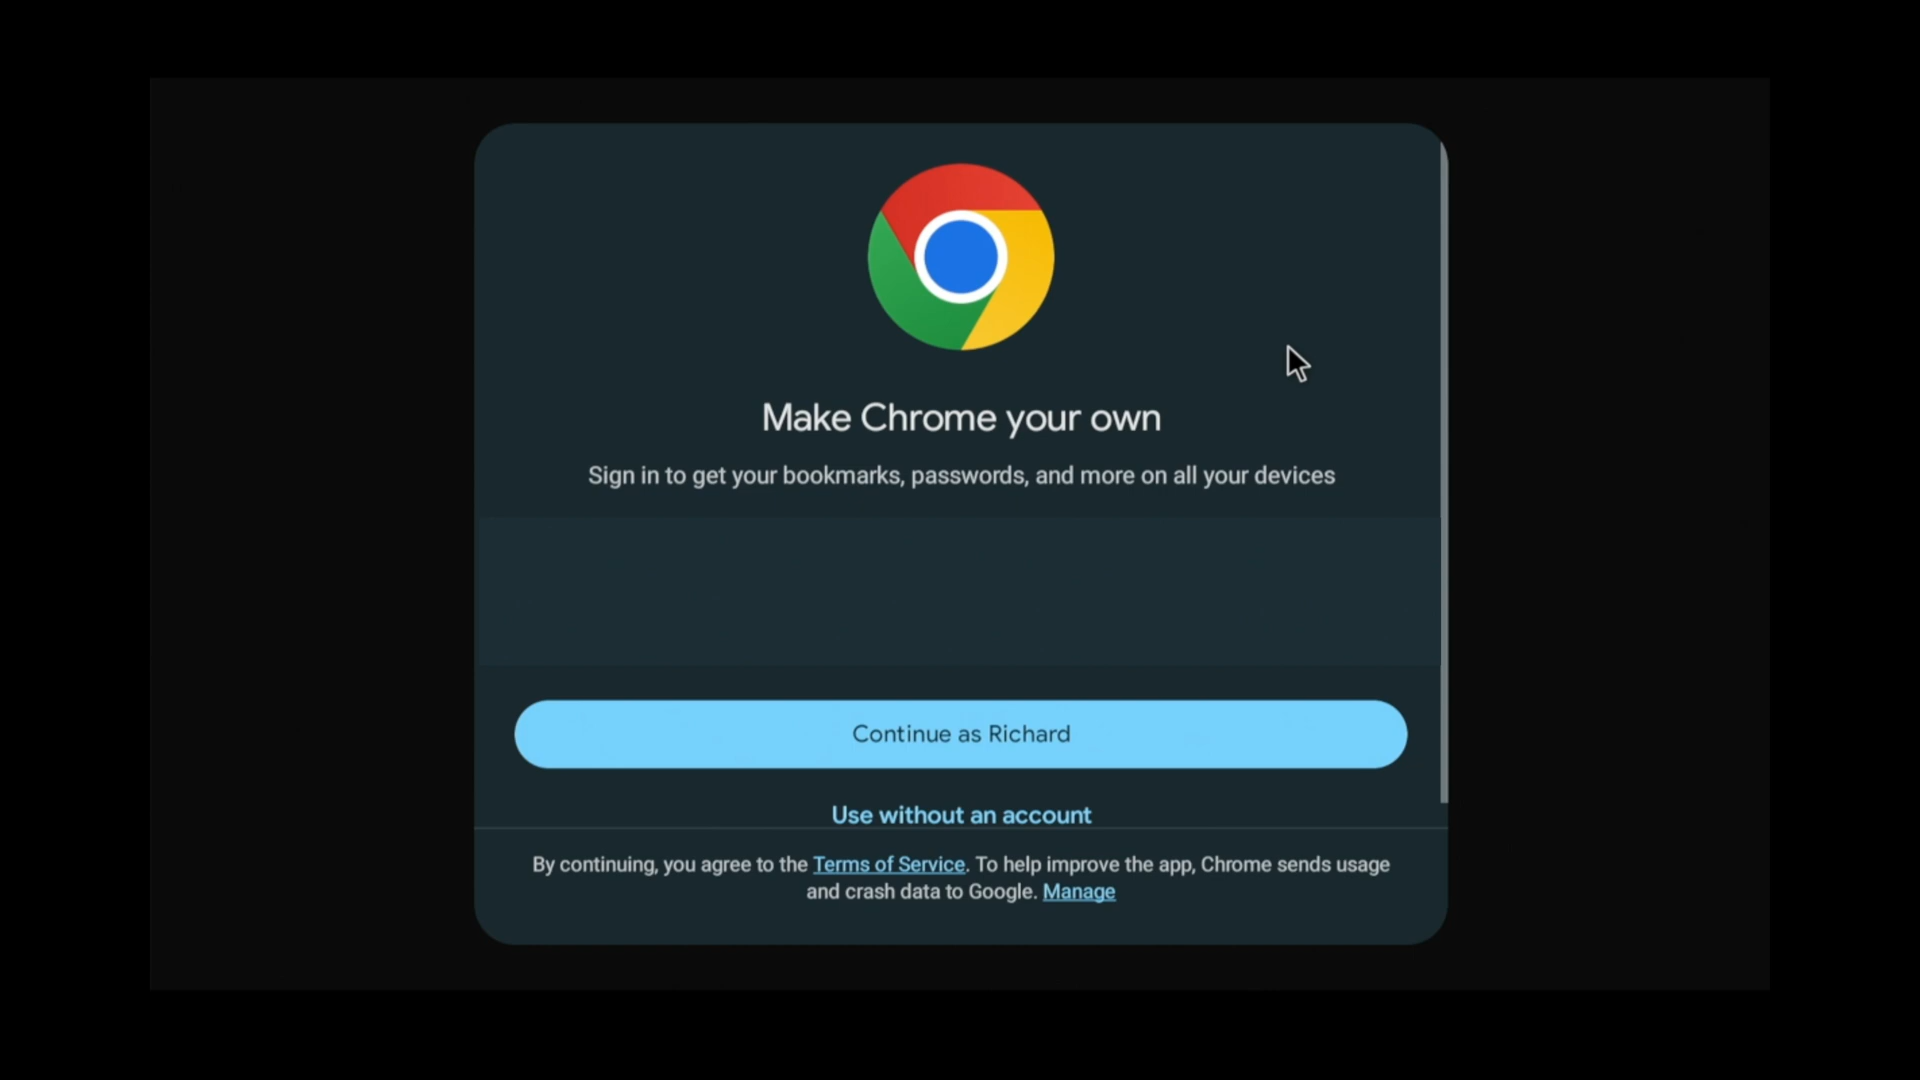 Make Chrome your own
Sign in to get your bookmarks, passwords, and more on all your devices
Continue as Richard
Use without an account
By continuing, you agree to the Terms of Service. To help improve the app, Chrome sends usage
and crash data to Google. Manage